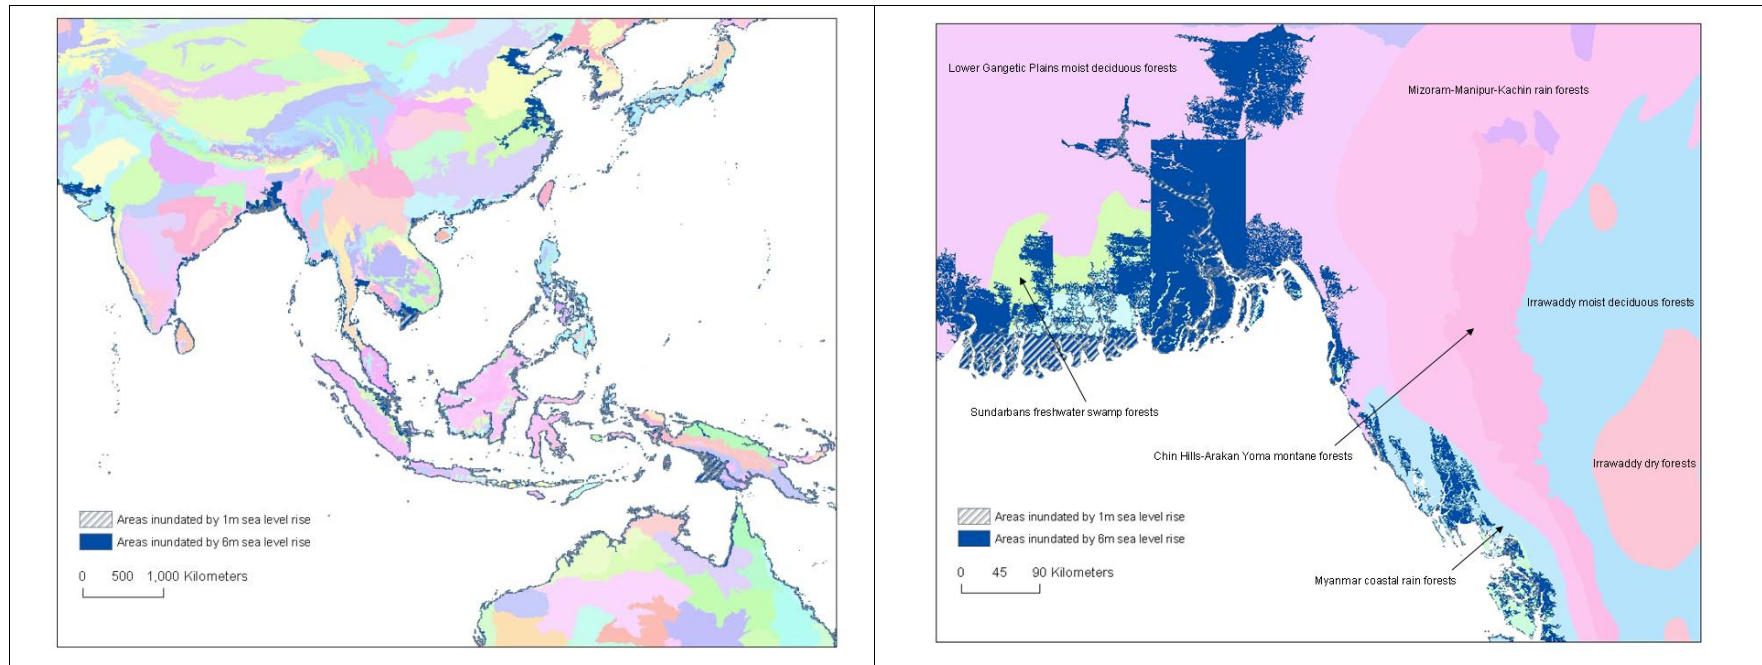 Areas inundated by 1m sea level rise
Areas inundated by 6m sea level rise
0 500 1,000 Kilometers
Lower Gangetic Plains moist deciduous forests
Mizoram-Manipur-Kachin rain forests
Irrawaddy moist deciduous forests
Sundarbans freshwater swamp forests
Chin Hills-Arakan Yoma montane forests
Irrawaddy dry forests
Areas inundated by 1m sea level rise
Areas inundated by 6m sea level rise
0 45 90 Kilometers
Myanmar coastal rain forests